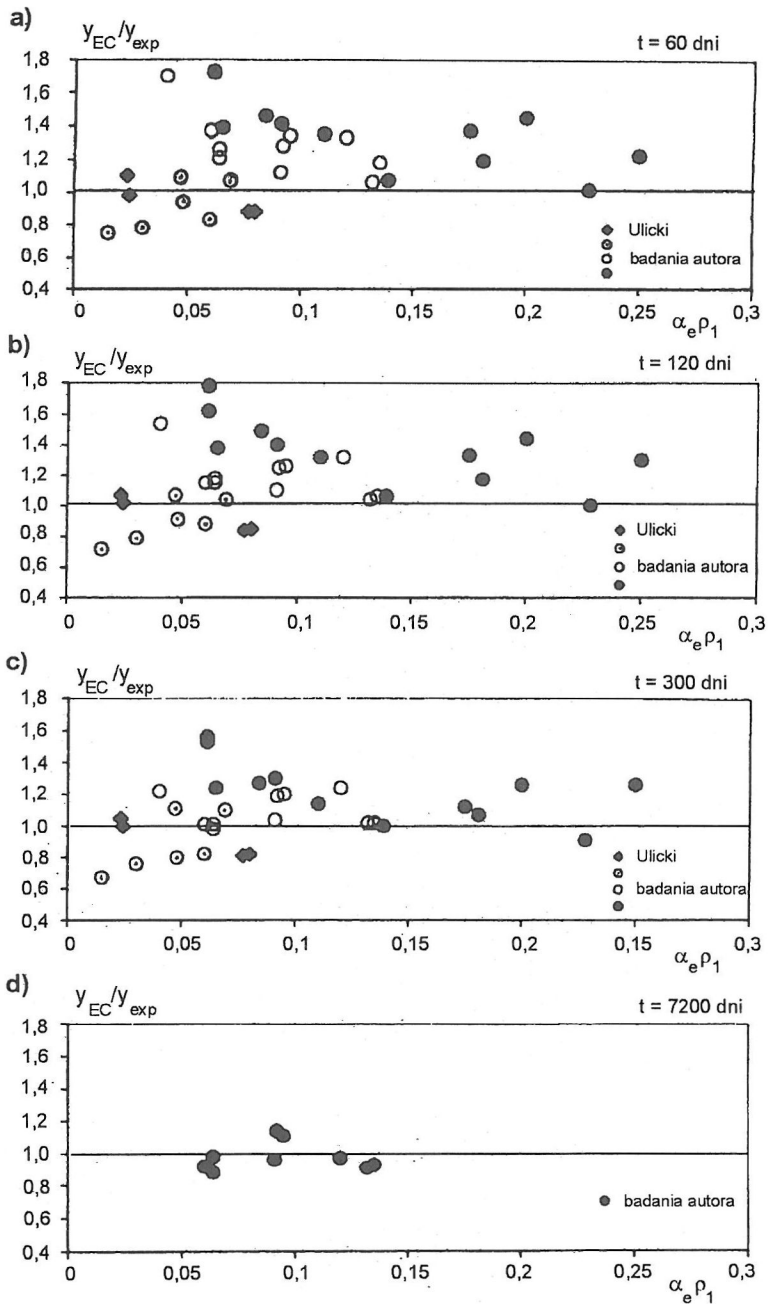 a)
y_EC/y_exp
t = 60 dni
1,8
1,6
1,4
1,2
1,0
0,8
0,6
0,4
Ulicki
badania autora
0 0,05 0,1 0,15 0,2 0,25 0,3
α_eρ_1
b)
y_EC/y_exp
t = 120 dni
1,8
1,6
1,4
1,2
1,0
0,8
0,6
0,4
Ulicki
badania autora
0 0,05 0,1 0,15 0,2 0,25 0,3
α_eρ_1
c)
y_EC/y_exp
t = 300 dni
1,8
1,6
1,4
1,2
1,0
0,8
0,6
0,4
Ulicki
badania autora
0 0,05 0,1 0,15 0,2 0,15 0,3
α_eρ_1
d)
y_EC/y_exp
t = 7200 dni
1,8
1,6
1,4
1,2
1,0
0,8
0,6
0,4
badania autora
0 0,05 0,1 0,15 0,2 0,25 0,3
α_eρ_1